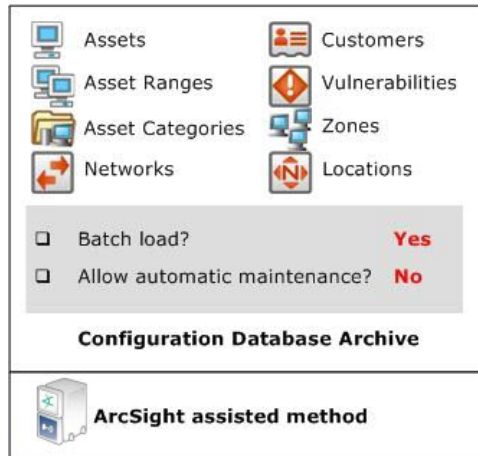 Assets
Customers
Asset Ranges
Vulnerabilities
Asset Categories
Zones
Networks
N
Locations
Batch load? Yes
Allow automatic maintenance? No
Configuration Database Archive
ArcSight assisted method